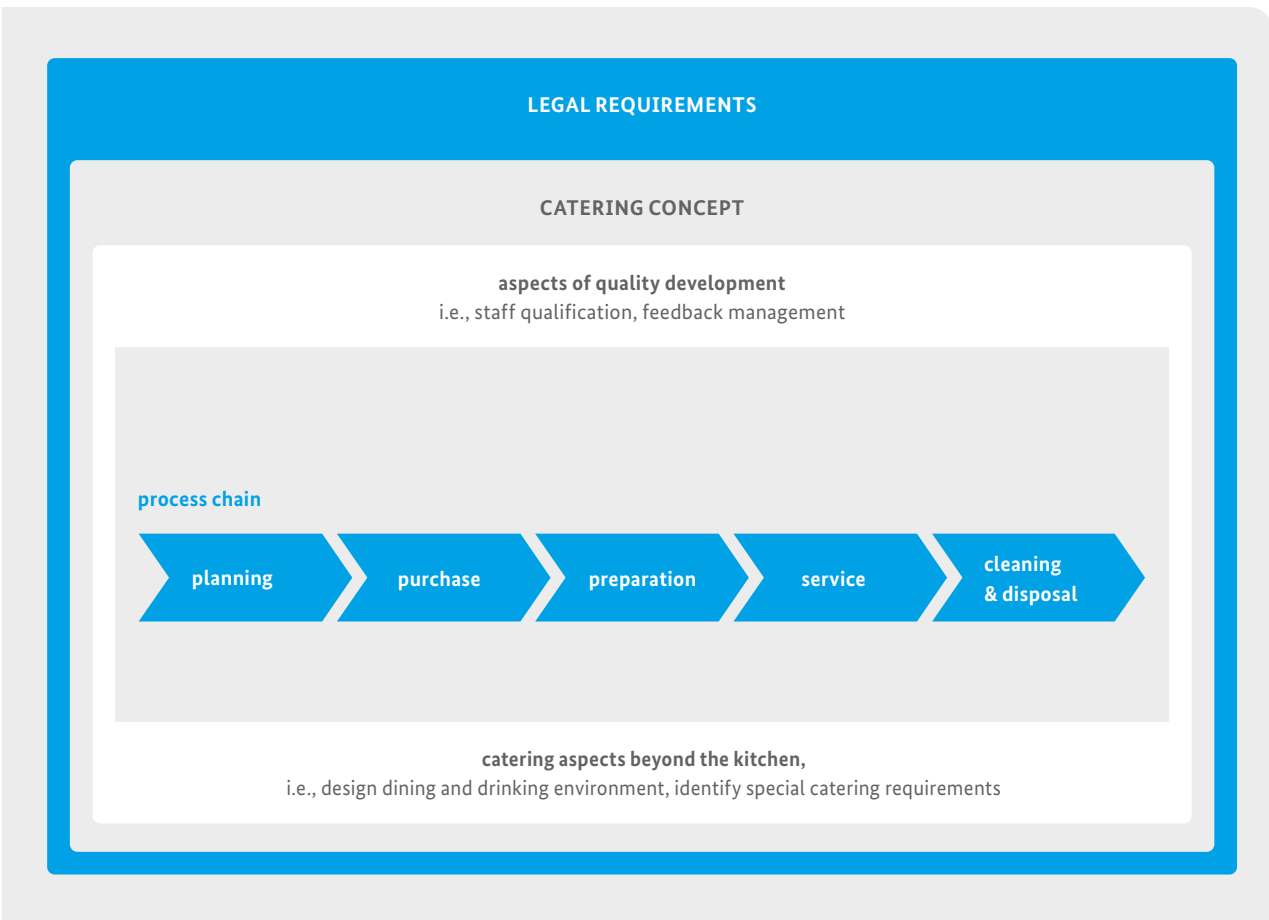 LEGAL REQUIREMENTS
CATERING CONCEPT
aspects of quality development
i.e., staff qualification, feedback management
process chain
planning
purchase
preparation
service
cleaning
& disposal
catering aspects beyond the kitchen,
i.e., design dining and drinking environment, identify special catering requirements